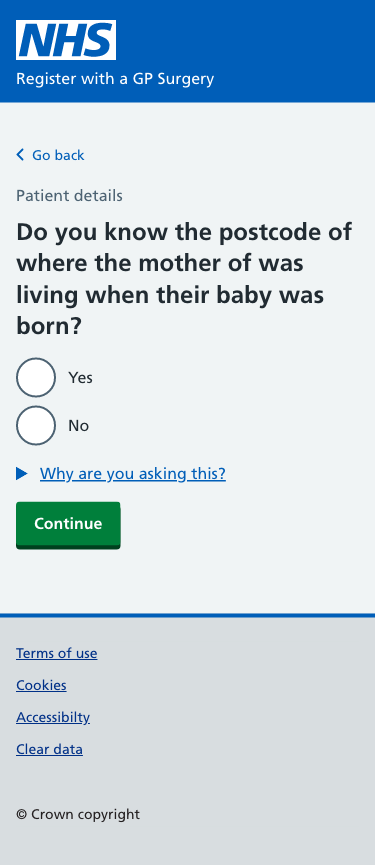 NHS
Register with a GP Surgery
Go back
Patient details
Do you know the postcode of
where the mother of was
living when their baby was
born?
Yes
No
Why are you asking this?
Continue
Terms of use
Cookies
Accessibilty
Clear data
© Crown copyright